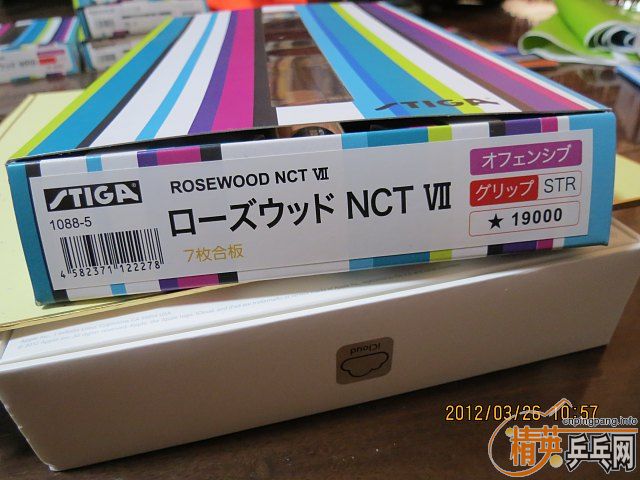 STIGA
STIGA
ROSEWOOD NCT Ⅶ
オフェンシブ
1088-5
ローズウッド NCT Ⅶ
グリップ STR
★ 19000
7枚合板
4 582371 122278
iCloud
2012/03/26 10:57
cnpingpang.info
精英乒乓网